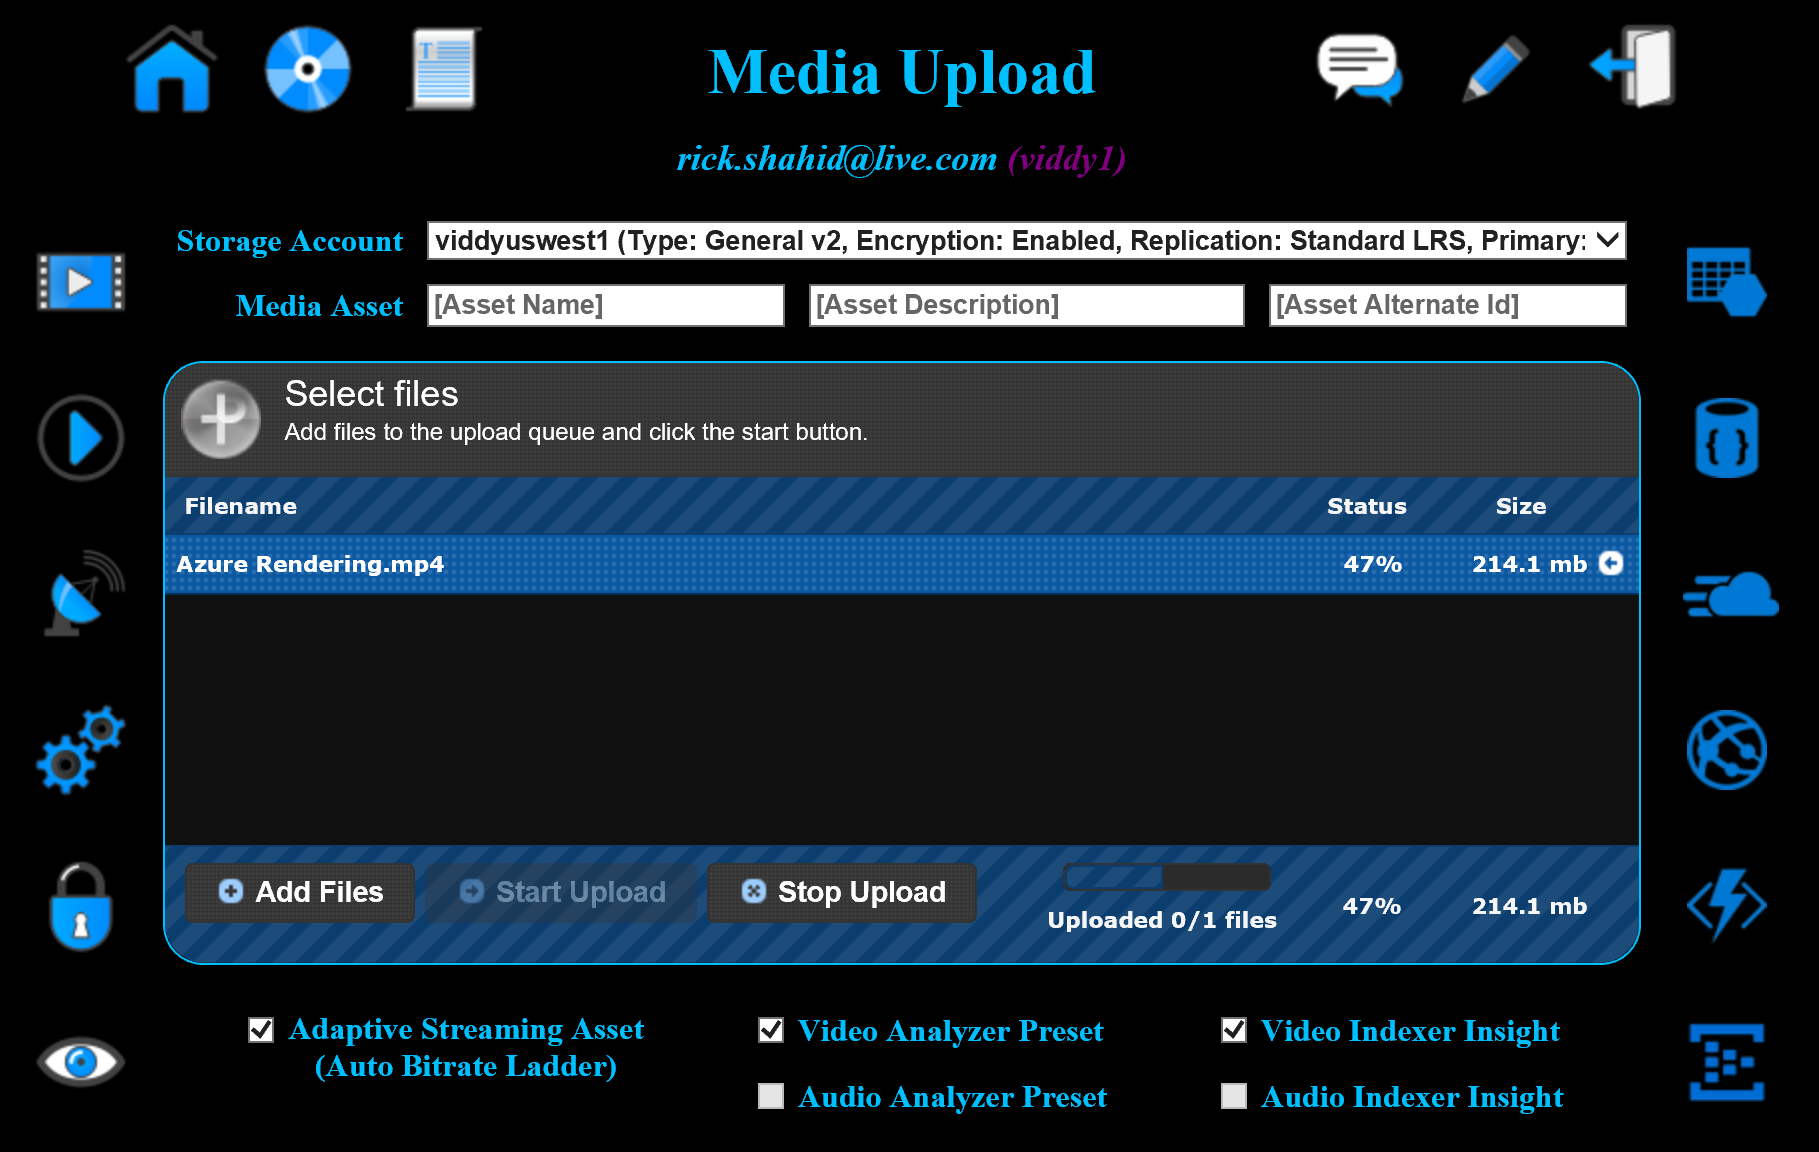 Media Upload
rick.shahid@live.com (viddy1)
Storage Account
viddyuswest1 (Type: General v2, Encryption: Enabled, Replication: Standard LRS, Primary:
Media Asset
[Asset Name]
[Asset Description]
[Asset Alternate Id]
Select files
Add files to the upload queue and click the start button.
Filename Status Size
Azure Rendering.mp4 47% 214.1 mb
Add Files
Start Upload
Stop Upload
Uploaded 0/1 files
47%
214.1 mb
Adaptive Streaming Asset
(Auto Bitrate Ladder)
Video Analyzer Preset
Video Indexer Insight
Audio Analyzer Preset
Audio Indexer Insight